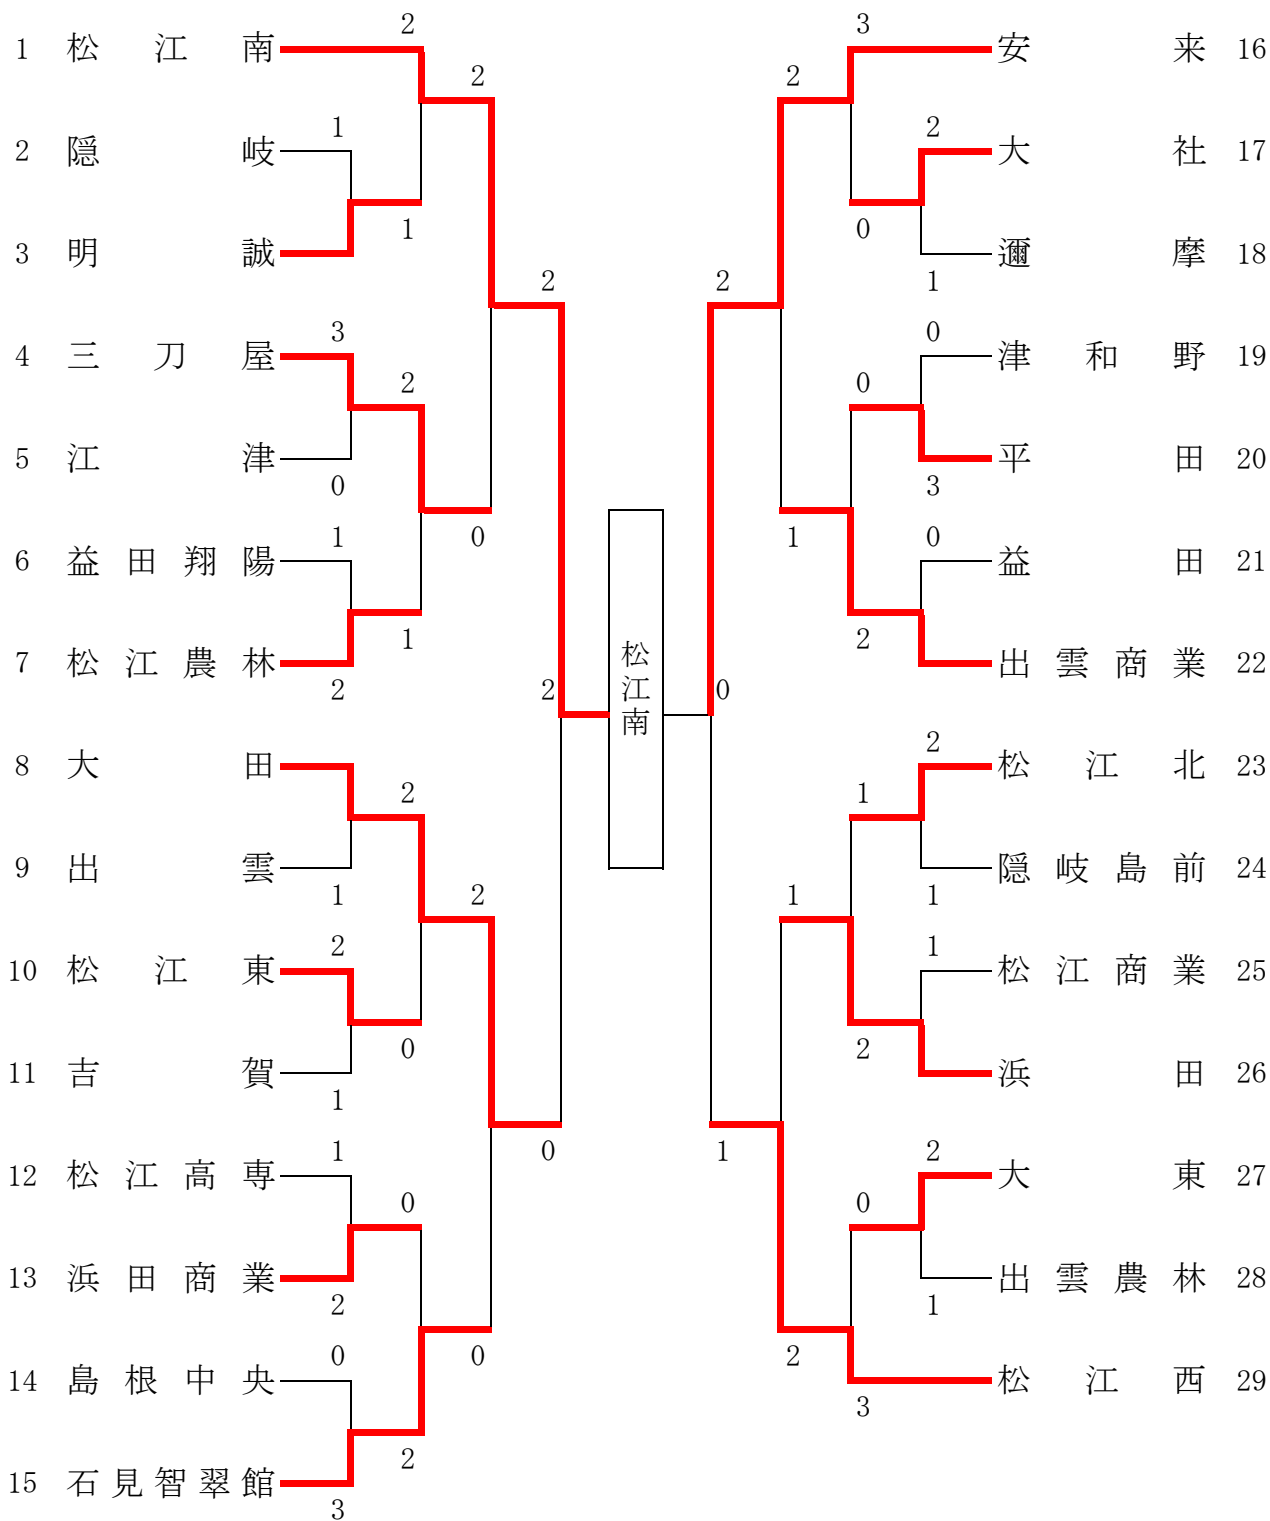 2
3
1 松江南
安来 16
2
2
1
2
2 隠岐
大社 17
1
0
3 明誠
邇摩 18
2
2
1
3
0
4 三刀屋
津和野 19
2
0
5 江津
平田 20
0
3
1
0
1
0
6 益田翔陽
益田 21
1
2
7 松江農林
出雲商業 22
2
2
0
松江南
2
8 大田
松江北 23
2
1
9 出雲
隠岐島前 24
1
2
1
1
2
1
10 松江東
松江商業 25
0
2
11 吉賀
浜田 26
1
1
0
1
2
12 松江高専
大東 27
0
0
13 浜田商業
出雲農林 28
2
1
0
0
2
14 島根中央
松江西 29
3
2
15 石見智翠館
3